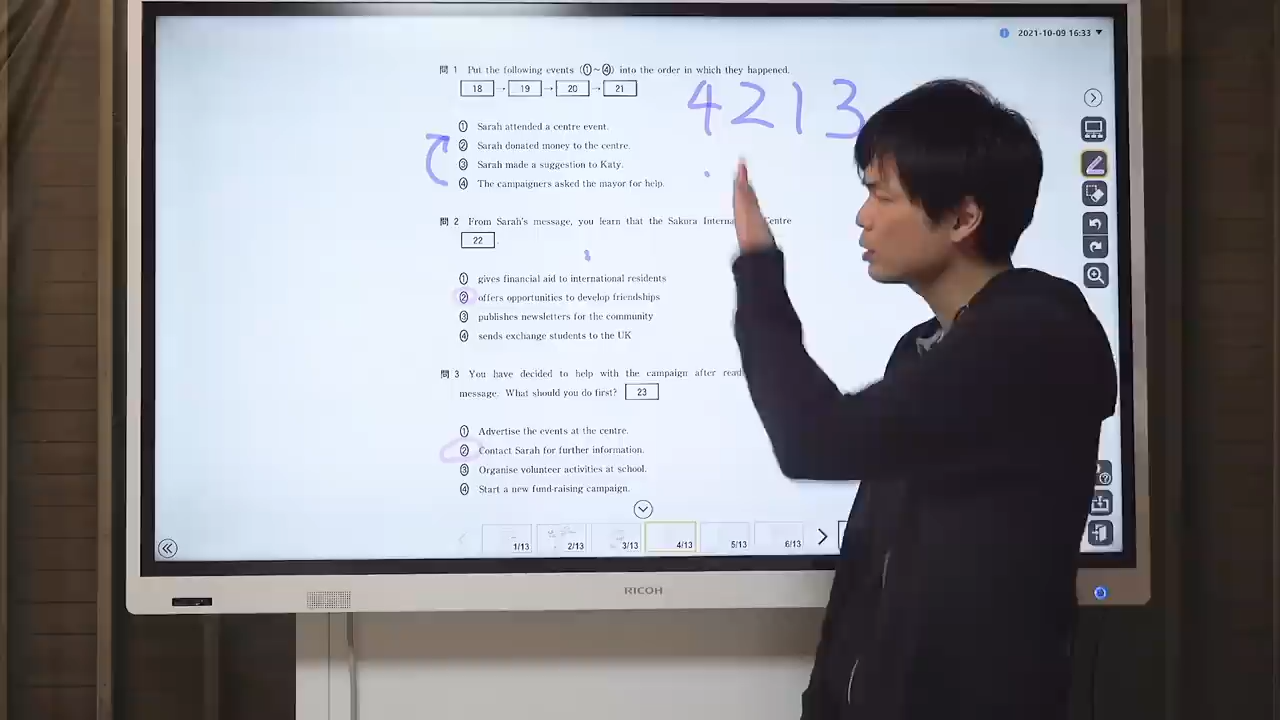 2021-10-09 16:33
問1 Put the following events (①~④) into the order in which they happened.
18 → 19 → 20 → 21
4213
① Sarah attended a centre event.
② Sarah donated money to the centre.
③ Sarah made a suggestion to Katy.
④ The campaigners asked the mayor for help.
問2 From Sarah's message, you learn that the Sakura entre
22 .
① gives financial aid to international residents
② offers opportunities to develop friendships
③ publishes newsletters for the community
④ sends exchange students to the UK
問3 You have decided to help with the campaign after
message. What should you do first? 23
① Advertise the events at the centre.
② Contact Sarah for further information.
③ Organise volunteer activities at school.
④ Start a new fund-raising campaign.
1/13 2/13 3/13 4/13 5/13 6/13
RICOH